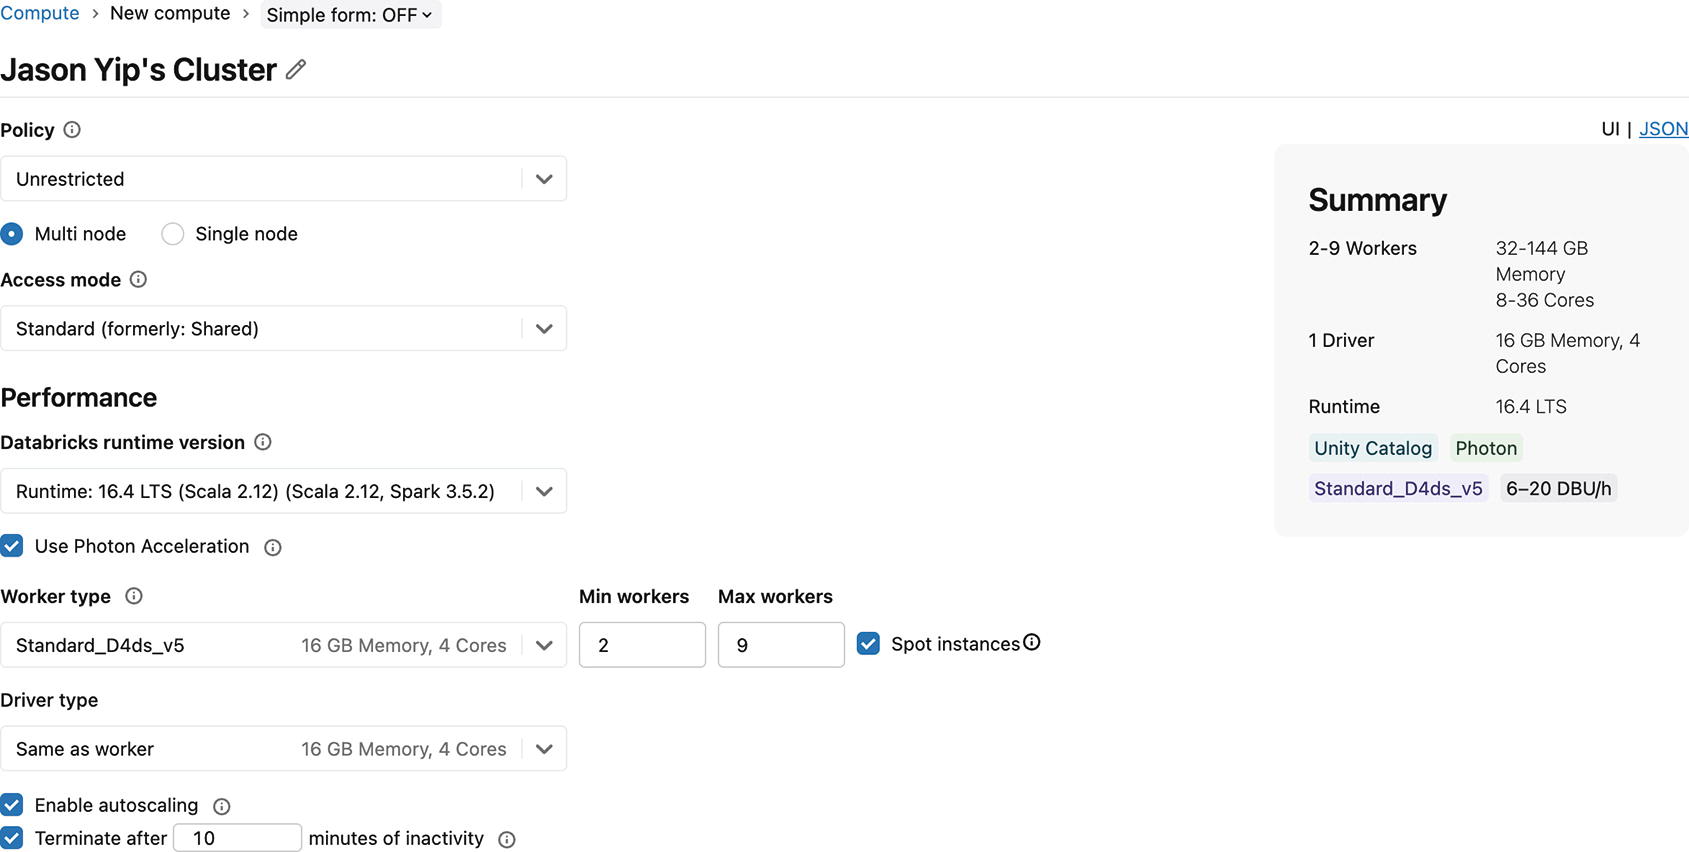 Compute > New compute > Simple form: OFF
Jason Yip's Cluster
Policy
UI | JSON
Unrestricted
Multi node Single node
Access mode
Standard (formerly: Shared)
Performance
Databricks runtime version
Runtime: 16.4 LTS (Scala 2.12) (Scala 2.12, Spark 3.5.2)
Use Photon Acceleration
Worker type Min workers Max workers
Standard_D4ds_v5 16 GB Memory, 4 Cores 2 9 Spot instances
Driver type
Same as worker 16 GB Memory, 4 Cores
Enable autoscaling
Terminate after 10 minutes of inactivity
Summary
2-9 Workers 32-144 GB
Memory
8-36 Cores
1 Driver 16 GB Memory, 4
Cores
Runtime 16.4 LTS
Unity Catalog Photon
Standard_D4ds_v5 6–20 DBU/h